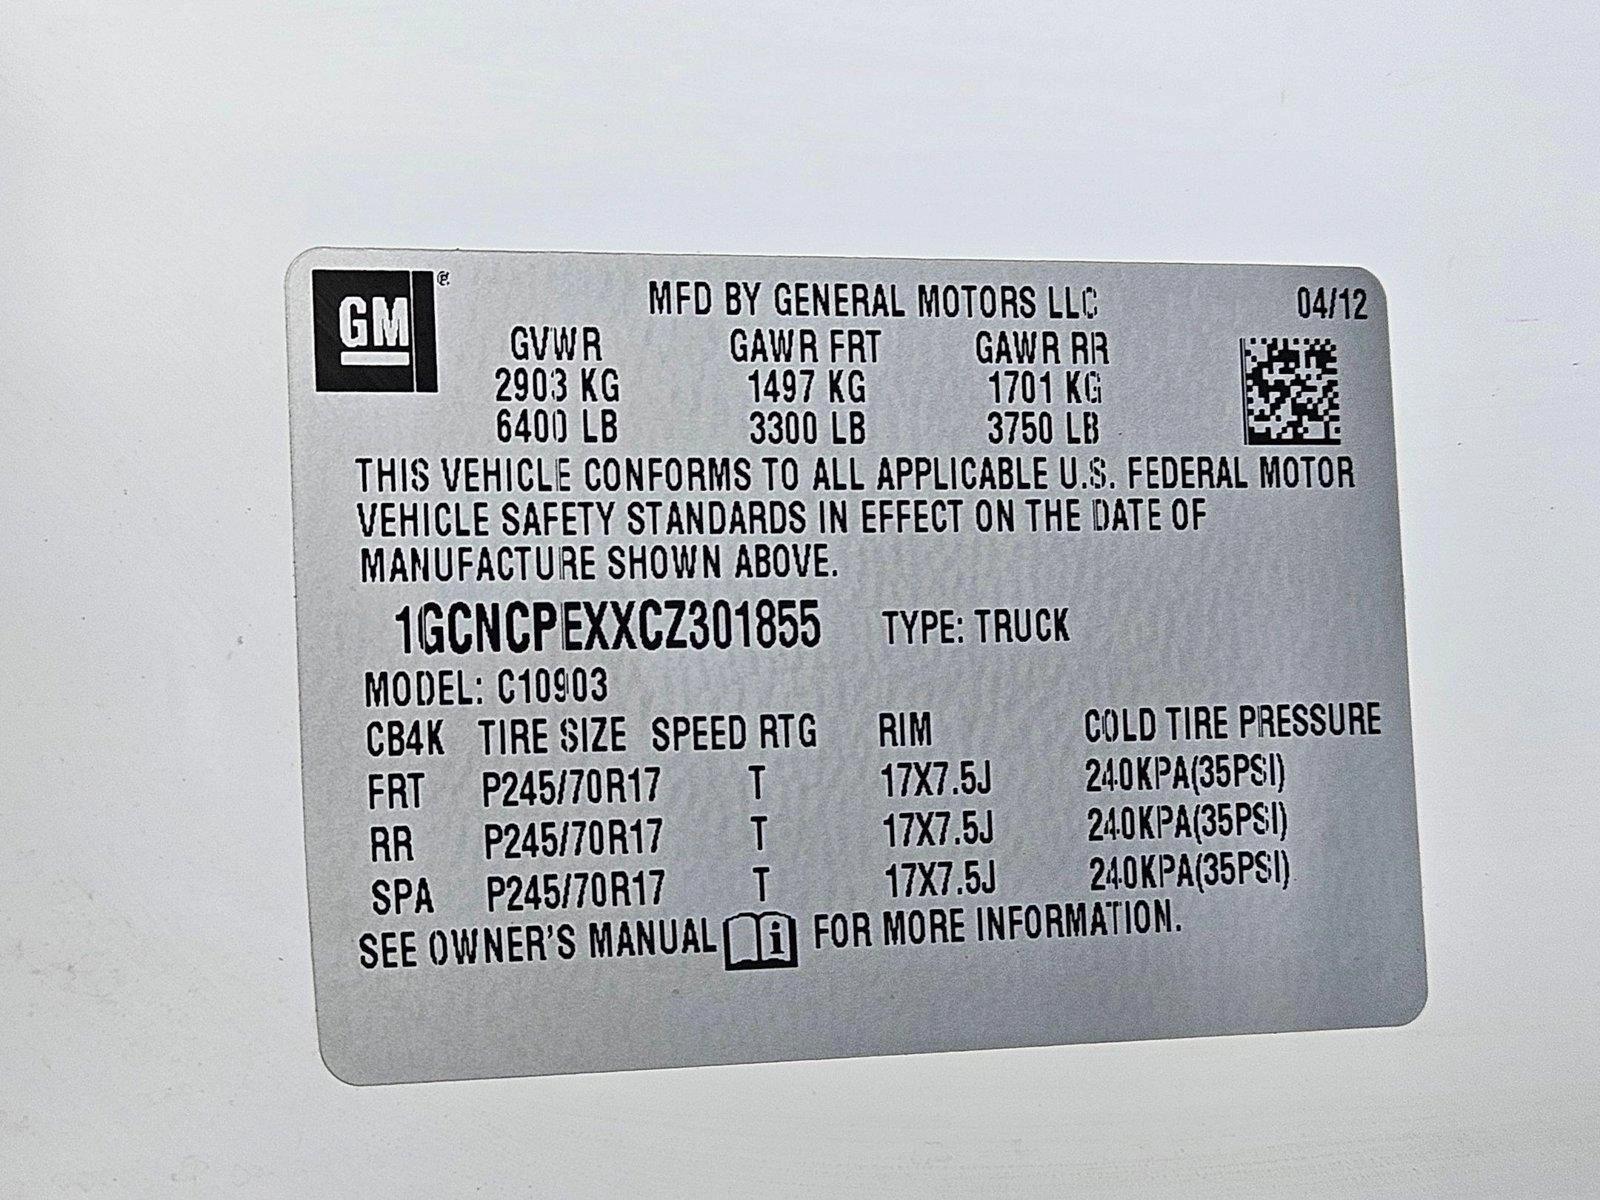 GM
MFD BY GENERAL MOTORS LLC 04/12
GVWR GAWR FRT GAWR RR
2903 KG 1497 KG 1701 KG
6400 LB 3300 LB 3750 LB
THIS VEHICLE CONFORMS TO ALL APPLICABLE U.S. FEDERAL MOTOR
VEHICLE SAFETY STANDARDS IN EFFECT ON THE DATE OF
MANUFACTURE SHOWN ABOVE.
1GCNCPEXXCZ301855 TYPE: TRUCK
MODEL: C10903
CB4K TIRE SIZE SPEED RTG RIM COLD TIRE PRESSURE
FRT P245/70R17 T 17X7.5J 240KPA(35PSI)
RR P245/70R17 T 17X7.5J 240KPA(35PSI)
SPA P245/70R17 T 17X7.5J 240KPA(35PSI)
SEE OWNER'S MANUAL i FOR MORE INFORMATION.